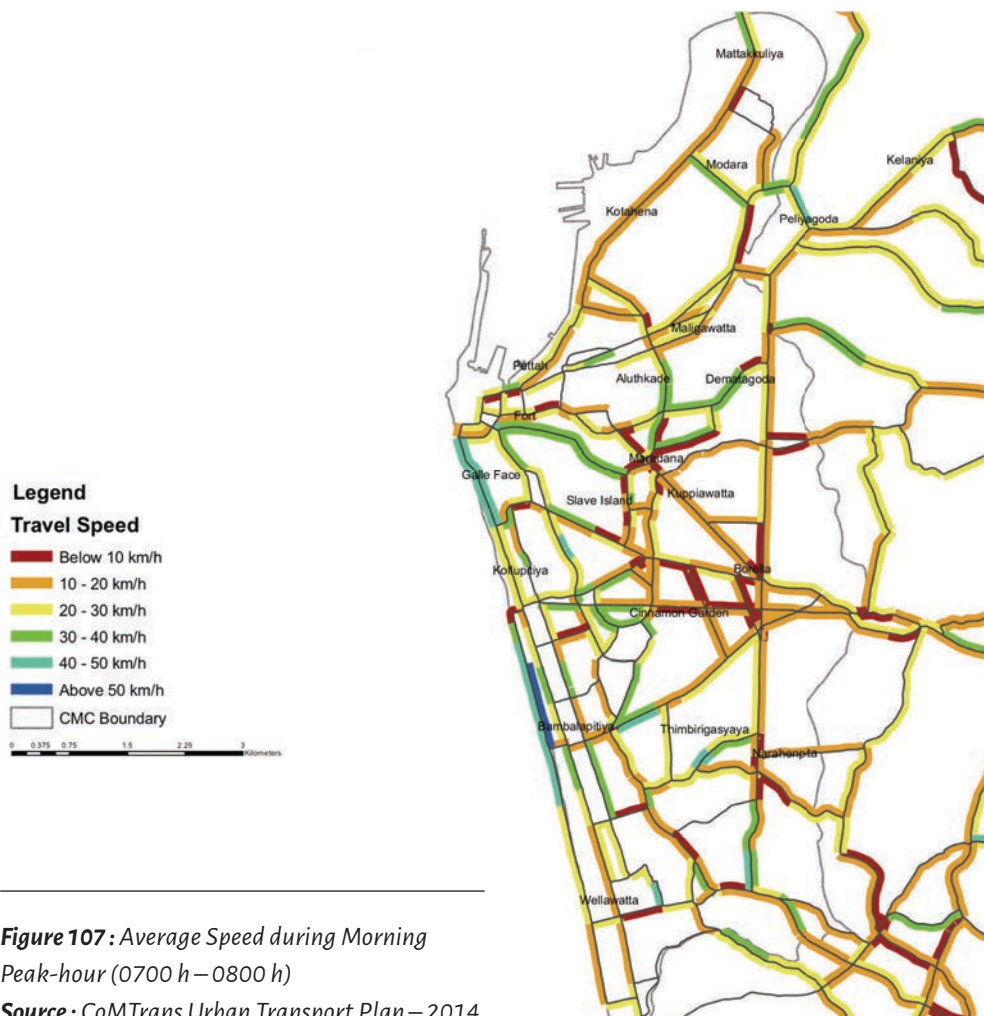 Mattakkuliya
Modara
Kelaniya
Kotahena
Peliyagoda
Maligawatta
Pettah
Aluthkade
Dematagoda
Fort
Maradana
Galle Face
Slave Island
Kuppiawatta
Kollupitiya
Borella
Cinnamon Garden
Bambalapitiya
Thimbirigasyaya
Narahenpta
Wellawatta
Legend
Travel Speed
Below 10 km/h
10 - 20 km/h
20 - 30 km/h
30 - 40 km/h
40 - 50 km/h
Above 50 km/h
CMC Boundary
0 0.375 0.75 1.5 2.25 3
Kilometers
Figure 107 : Average Speed during Morning
Peak-hour (0700 h – 0800 h)
Source : CoMTrans Urban Transport Plan – 2014